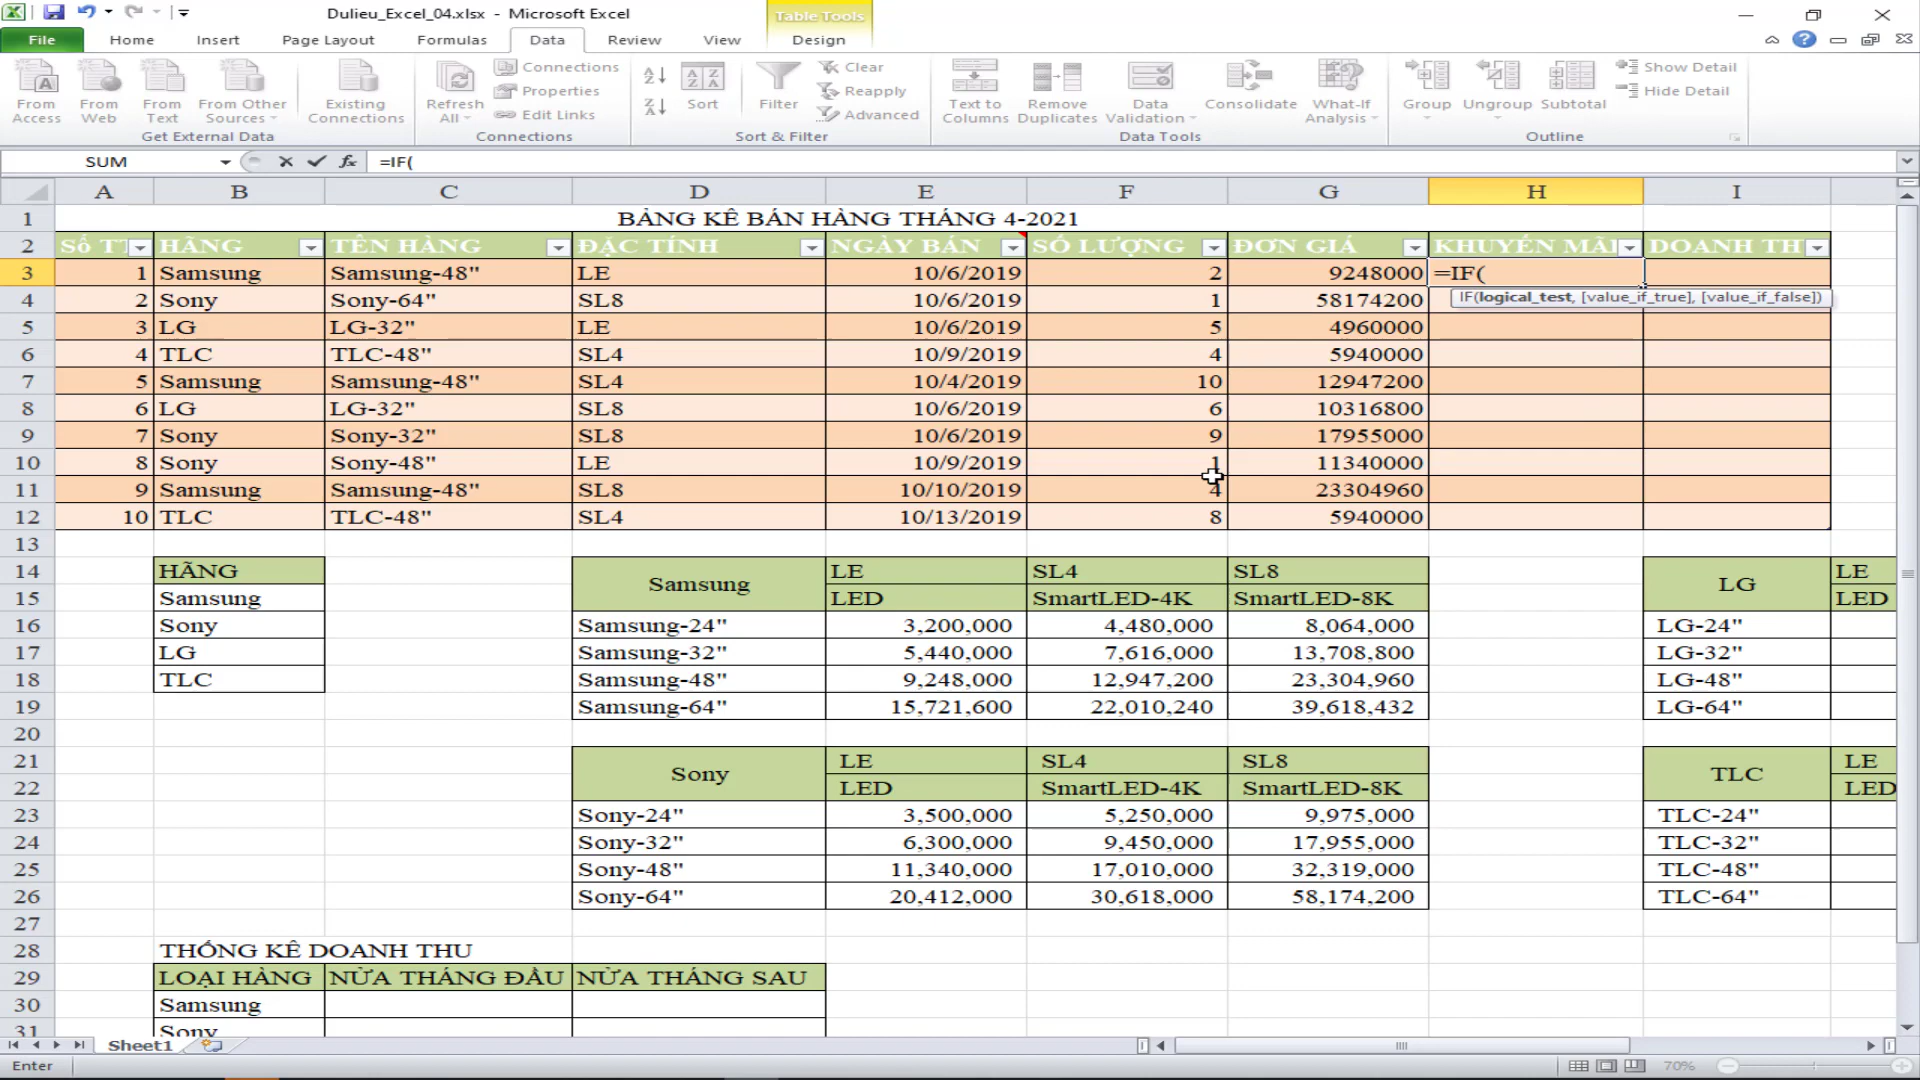 Dulieu_Excel_04.xlsx - Microsoft Excel
Table Tools
File Home Insert Page Layout Formulas Data Review View Design
From Access
From Web
From Text
From Other Sources
Existing Connections
Refresh All
Connections
Properties
Edit Links
Sort
Filter
Clear
Reapply
Advanced
Text to Columns
Remove Duplicates
Data Validation
Consolidate
What-If Analysis
Group
Ungroup
Subtotal
Show Detail
Hide Detail
Get External Data Connections Sort & Filter Data Tools Outline
SUM fx =IF(
A B C D E F G H I
1 BẢNG KÊ BÁN HÀNG THÁNG 4-2021
2 Số TT HÃNG TÊN HÀNG ĐẶC TÍNH NGÀY BÁN SỐ LƯỢNG ĐƠN GIÁ KHUYẾN MÃI DOANH TH
3 1 Samsung Samsung-48" LE 10/6/2019 2 9248000 =IF(
IF(logical_test, [value_if_true], [value_if_false])
4 2 Sony Sony-64" SL8 10/6/2019 1 58174200
5 3 LG LG-32" LE 10/6/2019 5 4960000
6 4 TLC TLC-48" SL4 10/9/2019 4 5940000
7 5 Samsung Samsung-48" SL4 10/4/2019 10 12947200
8 6 LG LG-32" SL8 10/6/2019 6 10316800
9 7 Sony Sony-32" SL8 10/6/2019 9 17955000
10 8 Sony Sony-48" LE 10/9/2019 1 11340000
11 9 Samsung Samsung-48" SL8 10/10/2019 4 23304960
12 10 TLC TLC-48" SL4 10/13/2019 8 5940000
13
14 HÃNG Samsung LE SL4 SL8 LG LE
15 Samsung LED SmartLED-4K SmartLED-8K LED
16 Sony Samsung-24" 3,200,000 4,480,000 8,064,000 LG-24"
17 LG Samsung-32" 5,440,000 7,616,000 13,708,800 LG-32"
18 TLC Samsung-48" 9,248,000 12,947,200 23,304,960 LG-48"
19 Samsung-64" 15,721,600 22,010,240 39,618,432 LG-64"
20
21 Sony LE SL4 SL8 TLC LE
22 LED SmartLED-4K SmartLED-8K LED
23 Sony-24" 3,500,000 5,250,000 9,975,000 TLC-24"
24 Sony-32" 6,300,000 9,450,000 17,955,000 TLC-32"
25 Sony-48" 11,340,000 17,010,000 32,319,000 TLC-48"
26 Sony-64" 20,412,000 30,618,000 58,174,200 TLC-64"
27
28 THỐNG KÊ DOANH THU
29 LOẠI HÀNG NỬA THÁNG ĐẦU NỬA THÁNG SAU
30 Samsung
31 Sony
Sheet1
Enter 70%